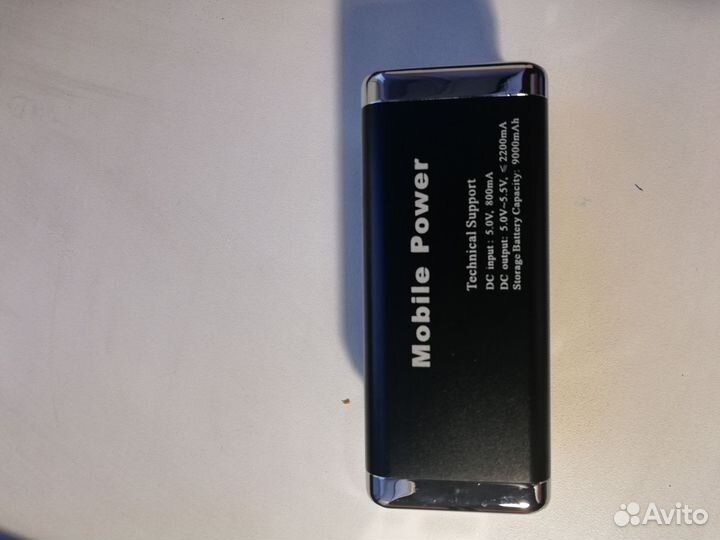 Mobile Power
Technical Support
DC input: 5.0V, 800mA
DC output: 5.0V~5.5V, ≤2200mA
Storage Battery Capacity: 9000mAh
Avito